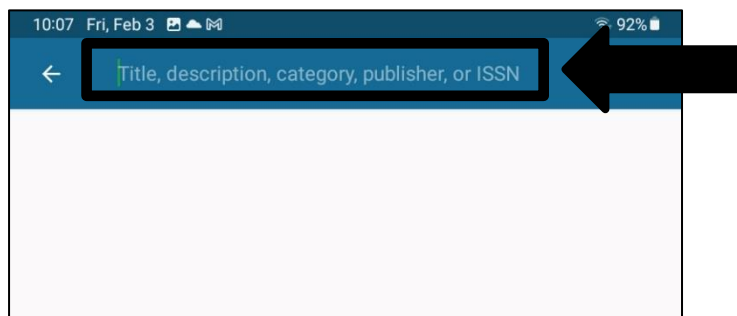 10:07 Fri, Feb 3 92%
Title, description, category, publisher, or ISSN